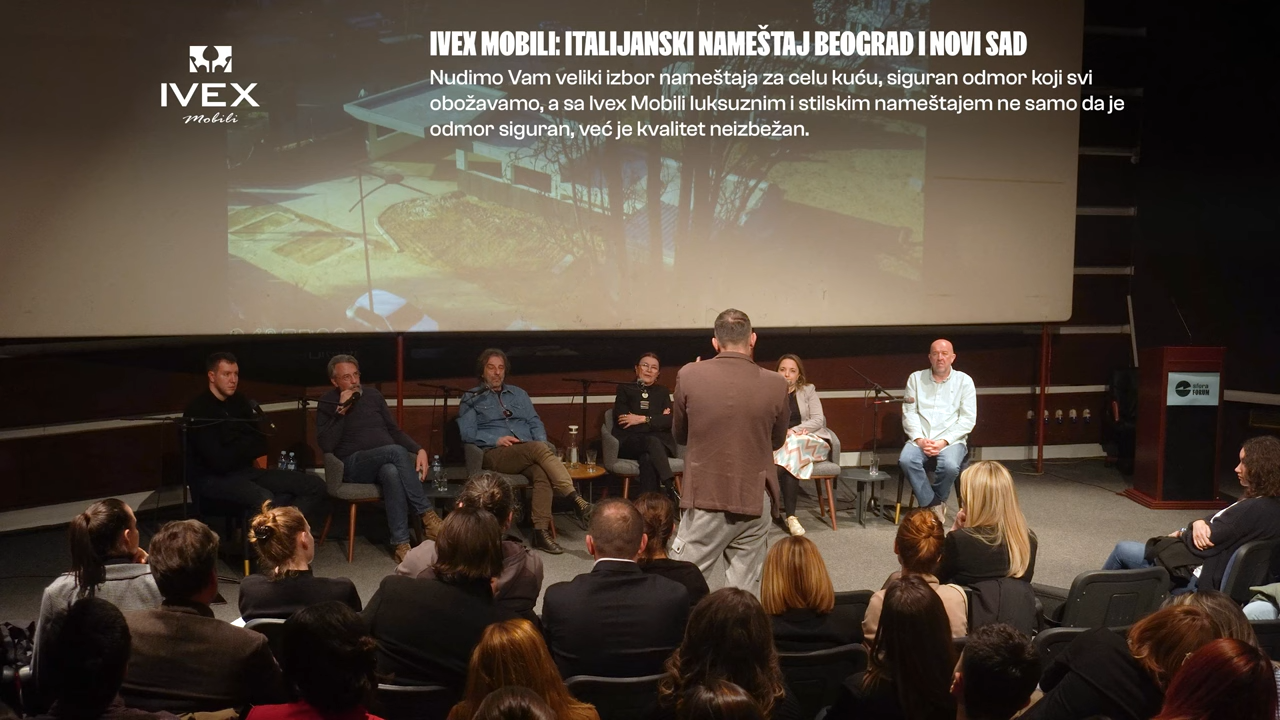 IVEX
Mobili
IVEX MOBILI: ITALIJANSKI NAMEŠTAJ BEOGRAD I NOVI SAD
Nudimo Vam veliki izbor nameštaja za celu kuću, siguran odmor koji svi
obožavamo, a sa Ivex Mobili luksuznim i stilskim nameštajem ne samo da je
odmor siguran, već je kvalitet neizbežan.
FORUM